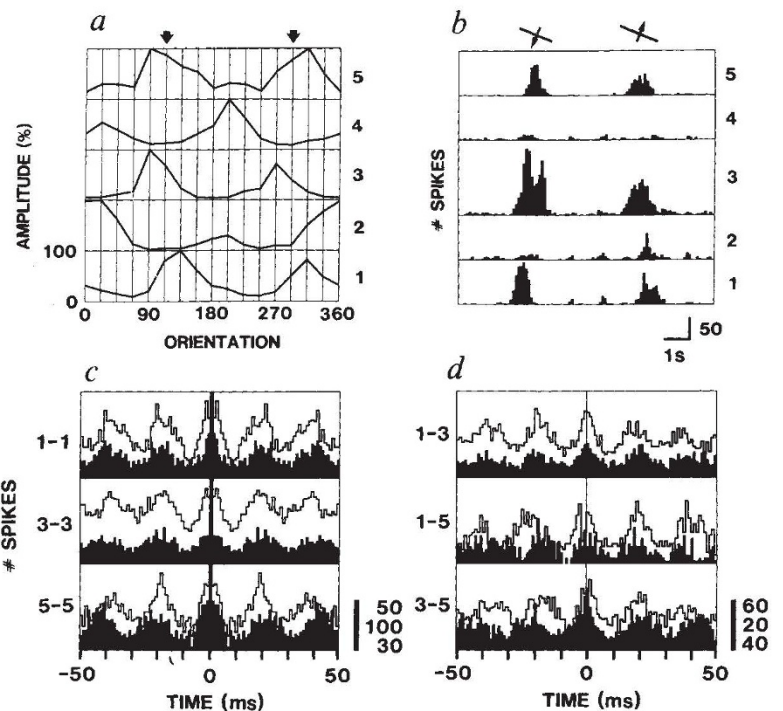 a
AMPLITUDE (%)
5
4
3
2
1
100
0
0 90 180 270 360
ORIENTATION
b
# SPIKES
5
4
3
2
1
50
1s
c
# SPIKES
1-1
3-3
5-5
50
100
30
-50 0 50
TIME (ms)
d
1-3
1-5
3-5
60
20
40
-50 0 50
TIME (ms)